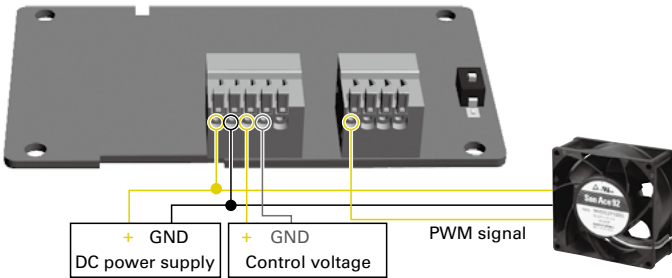 San Ace 92
PWM signal
+ GND
DC power supply
+ GND
Control voltage